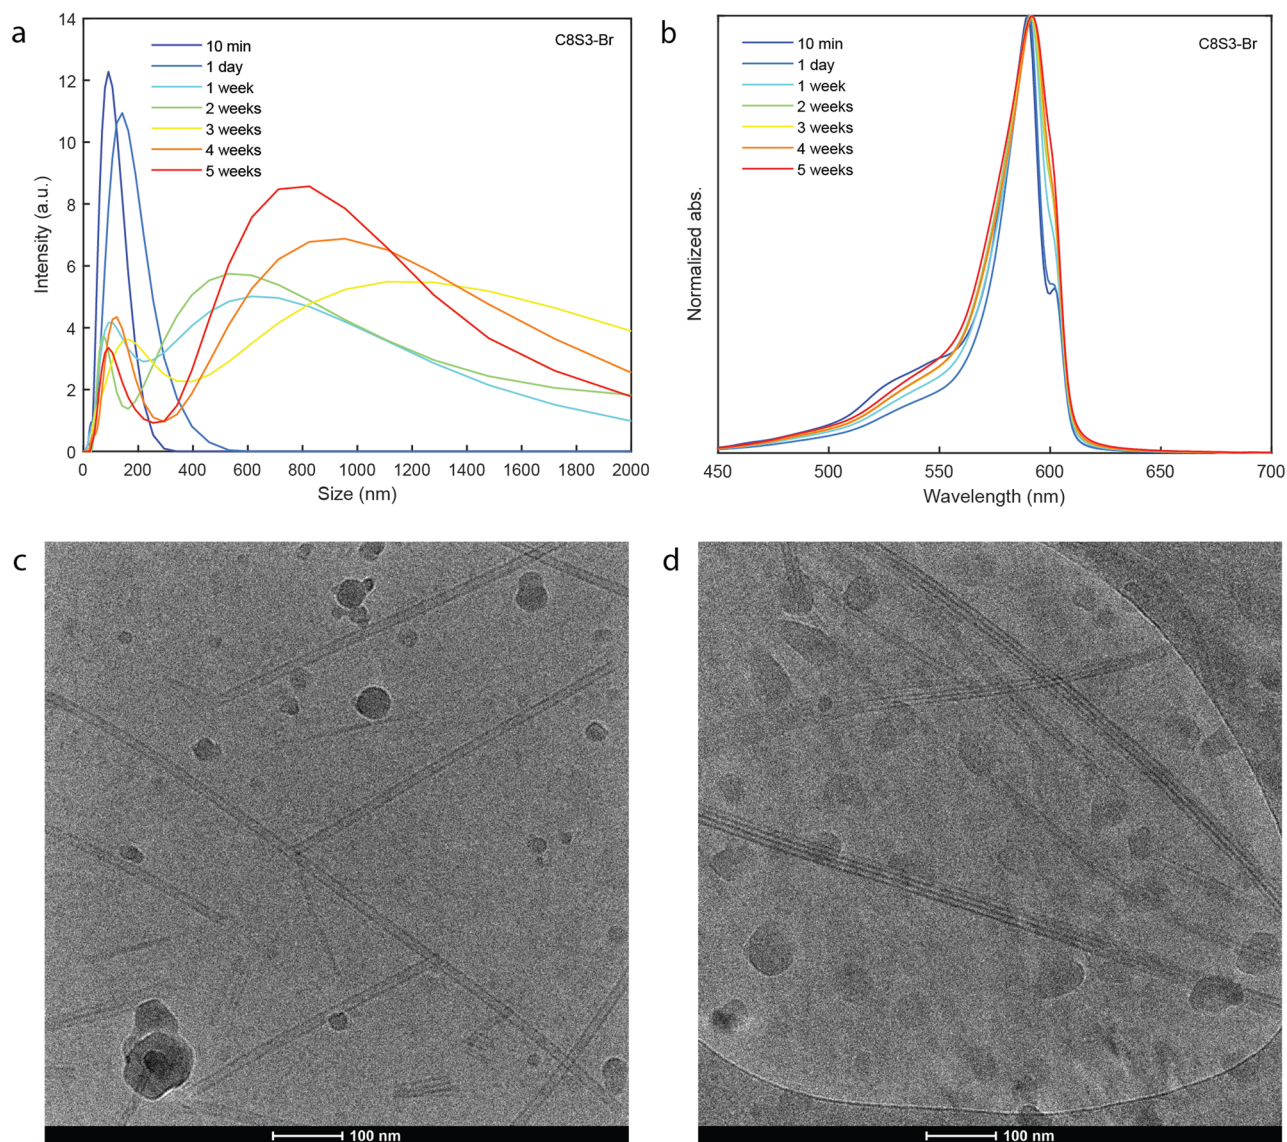 a
14
12
10
8
6
4
2
0
Intensity (a.u.)
10 min
1 day
1 week
2 weeks
3 weeks
4 weeks
5 weeks
C8S3-Br
0 200 400 600 800 1000 1200 1400 1600 1800 2000
Size (nm)
b
Normalized abs.
10 min
1 day
1 week
2 weeks
3 weeks
4 weeks
5 weeks
C8S3-Br
450 500 550 600 650 700
Wavelength (nm)
c
100 nm
d
100 nm